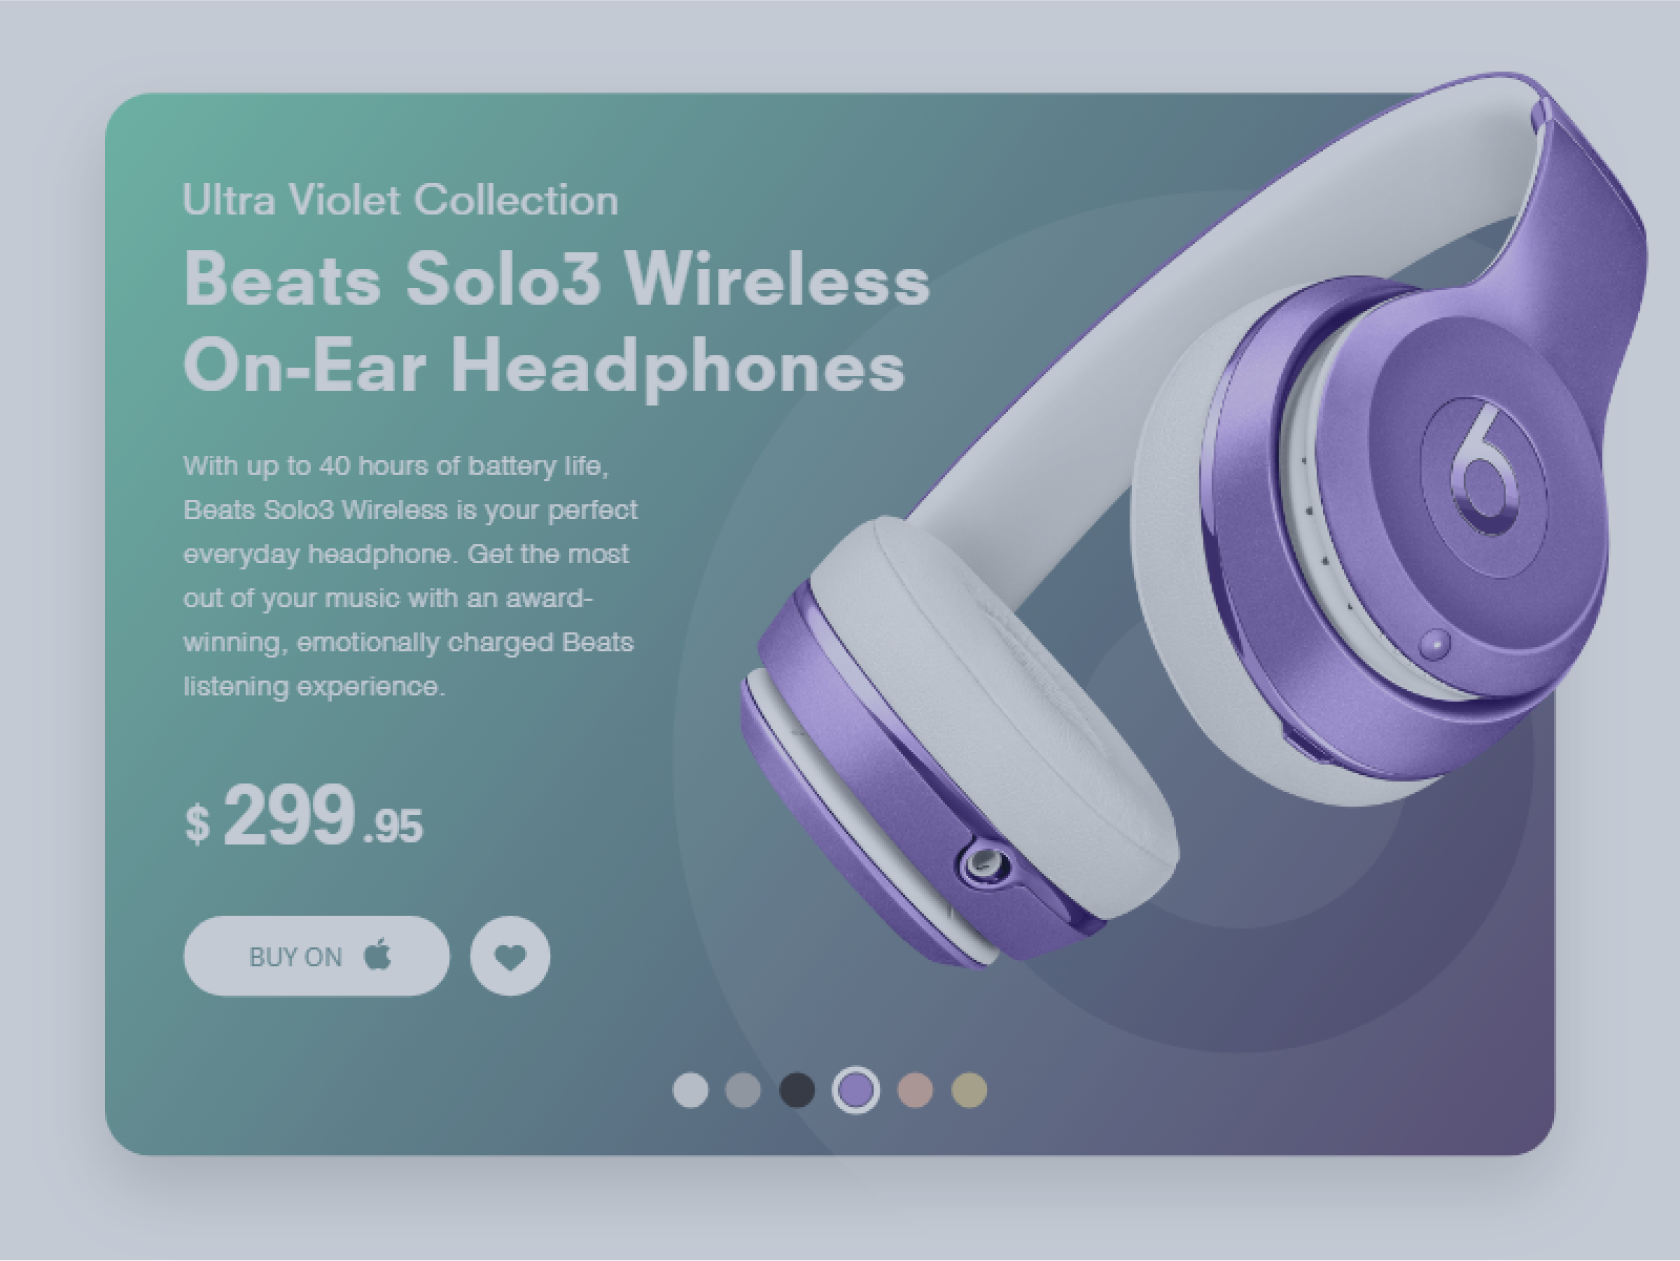 Ultra Violet Collection
Beats Solo3 Wireless
On-Ear Headphones
With up to 40 hours of battery life,
Beats Solo3 Wireless is your perfect
everyday headphone. Get the most
out of your music with an award-
winning, emotionally charged Beats
listening experience.
$ 299 .95
BUY ON